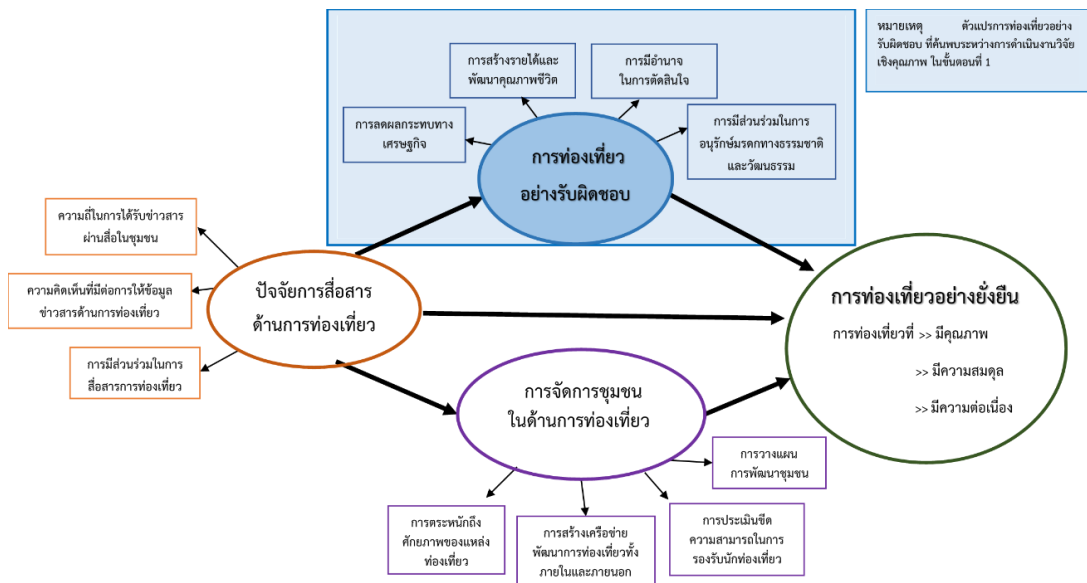 หมายเหตุ ตัวแปรการท่องเที่ยวอย่าง
รับผิดชอบ ที่ค้นพบระหว่างการดำเนินงานวิจัย
เชิงคุณภาพ ในขั้นตอนที่ 1
การสร้างรายได้และ
พัฒนาคุณภาพชีวิต
การมีอำนาจ
ในการตัดสินใจ
การลดผลกระทบทาง
เศรษฐกิจ
การมีส่วนร่วมในการ
อนุรักษ์มรดกทางธรรมชาติ
และวัฒนธรรม
การท่องเที่ยว
อย่างรับผิดชอบ
ความถี่ในการได้รับข่าวสาร
ผ่านสื่อในชุมชน
ความคิดเห็นที่มีต่อการให้ข้อมูล
ข่าวสารด้านการท่องเที่ยว
การมีส่วนร่วมในการ
สื่อสารการท่องเที่ยว
ปัจจัยการสื่อสาร
ด้านการท่องเที่ยว
การท่องเที่ยวอย่างยั่งยืน
การท่องเที่ยวที่ >> มีคุณภาพ
>> มีความสมดุล
>> มีความต่อเนื่อง
การจัดการชุมชน
ในด้านการท่องเที่ยว
การวางแผน
การพัฒนาชุมชน
การตระหนักถึง
ศักยภาพของแหล่ง
ท่องเที่ยว
การสร้างเครือข่าย
พัฒนาการท่องเที่ยวทั้ง
ภายในและภายนอก
การประเมินขีด
ความสามารถในการ
รองรับนักท่องเที่ยว